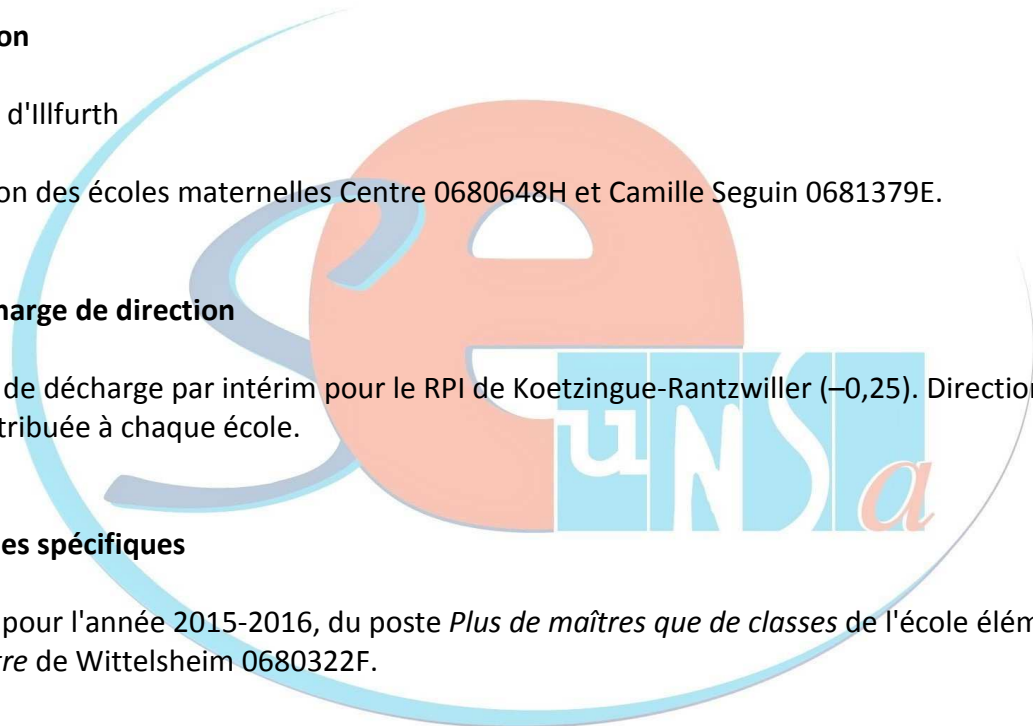 on
d'Illfurth
on des écoles maternelles Centre 0680648H et Camille Seguin 0681379E.
harge de direction
de décharge par intérim pour le RPI de Koetzingue-Rantzwiller (–0,25). Direction
tribuée à chaque école.
es spécifiques
pour l'année 2015-2016, du poste Plus de maîtres que de classes de l'école élém
tre de Wittelsheim 0680322F.
Se
uNSa